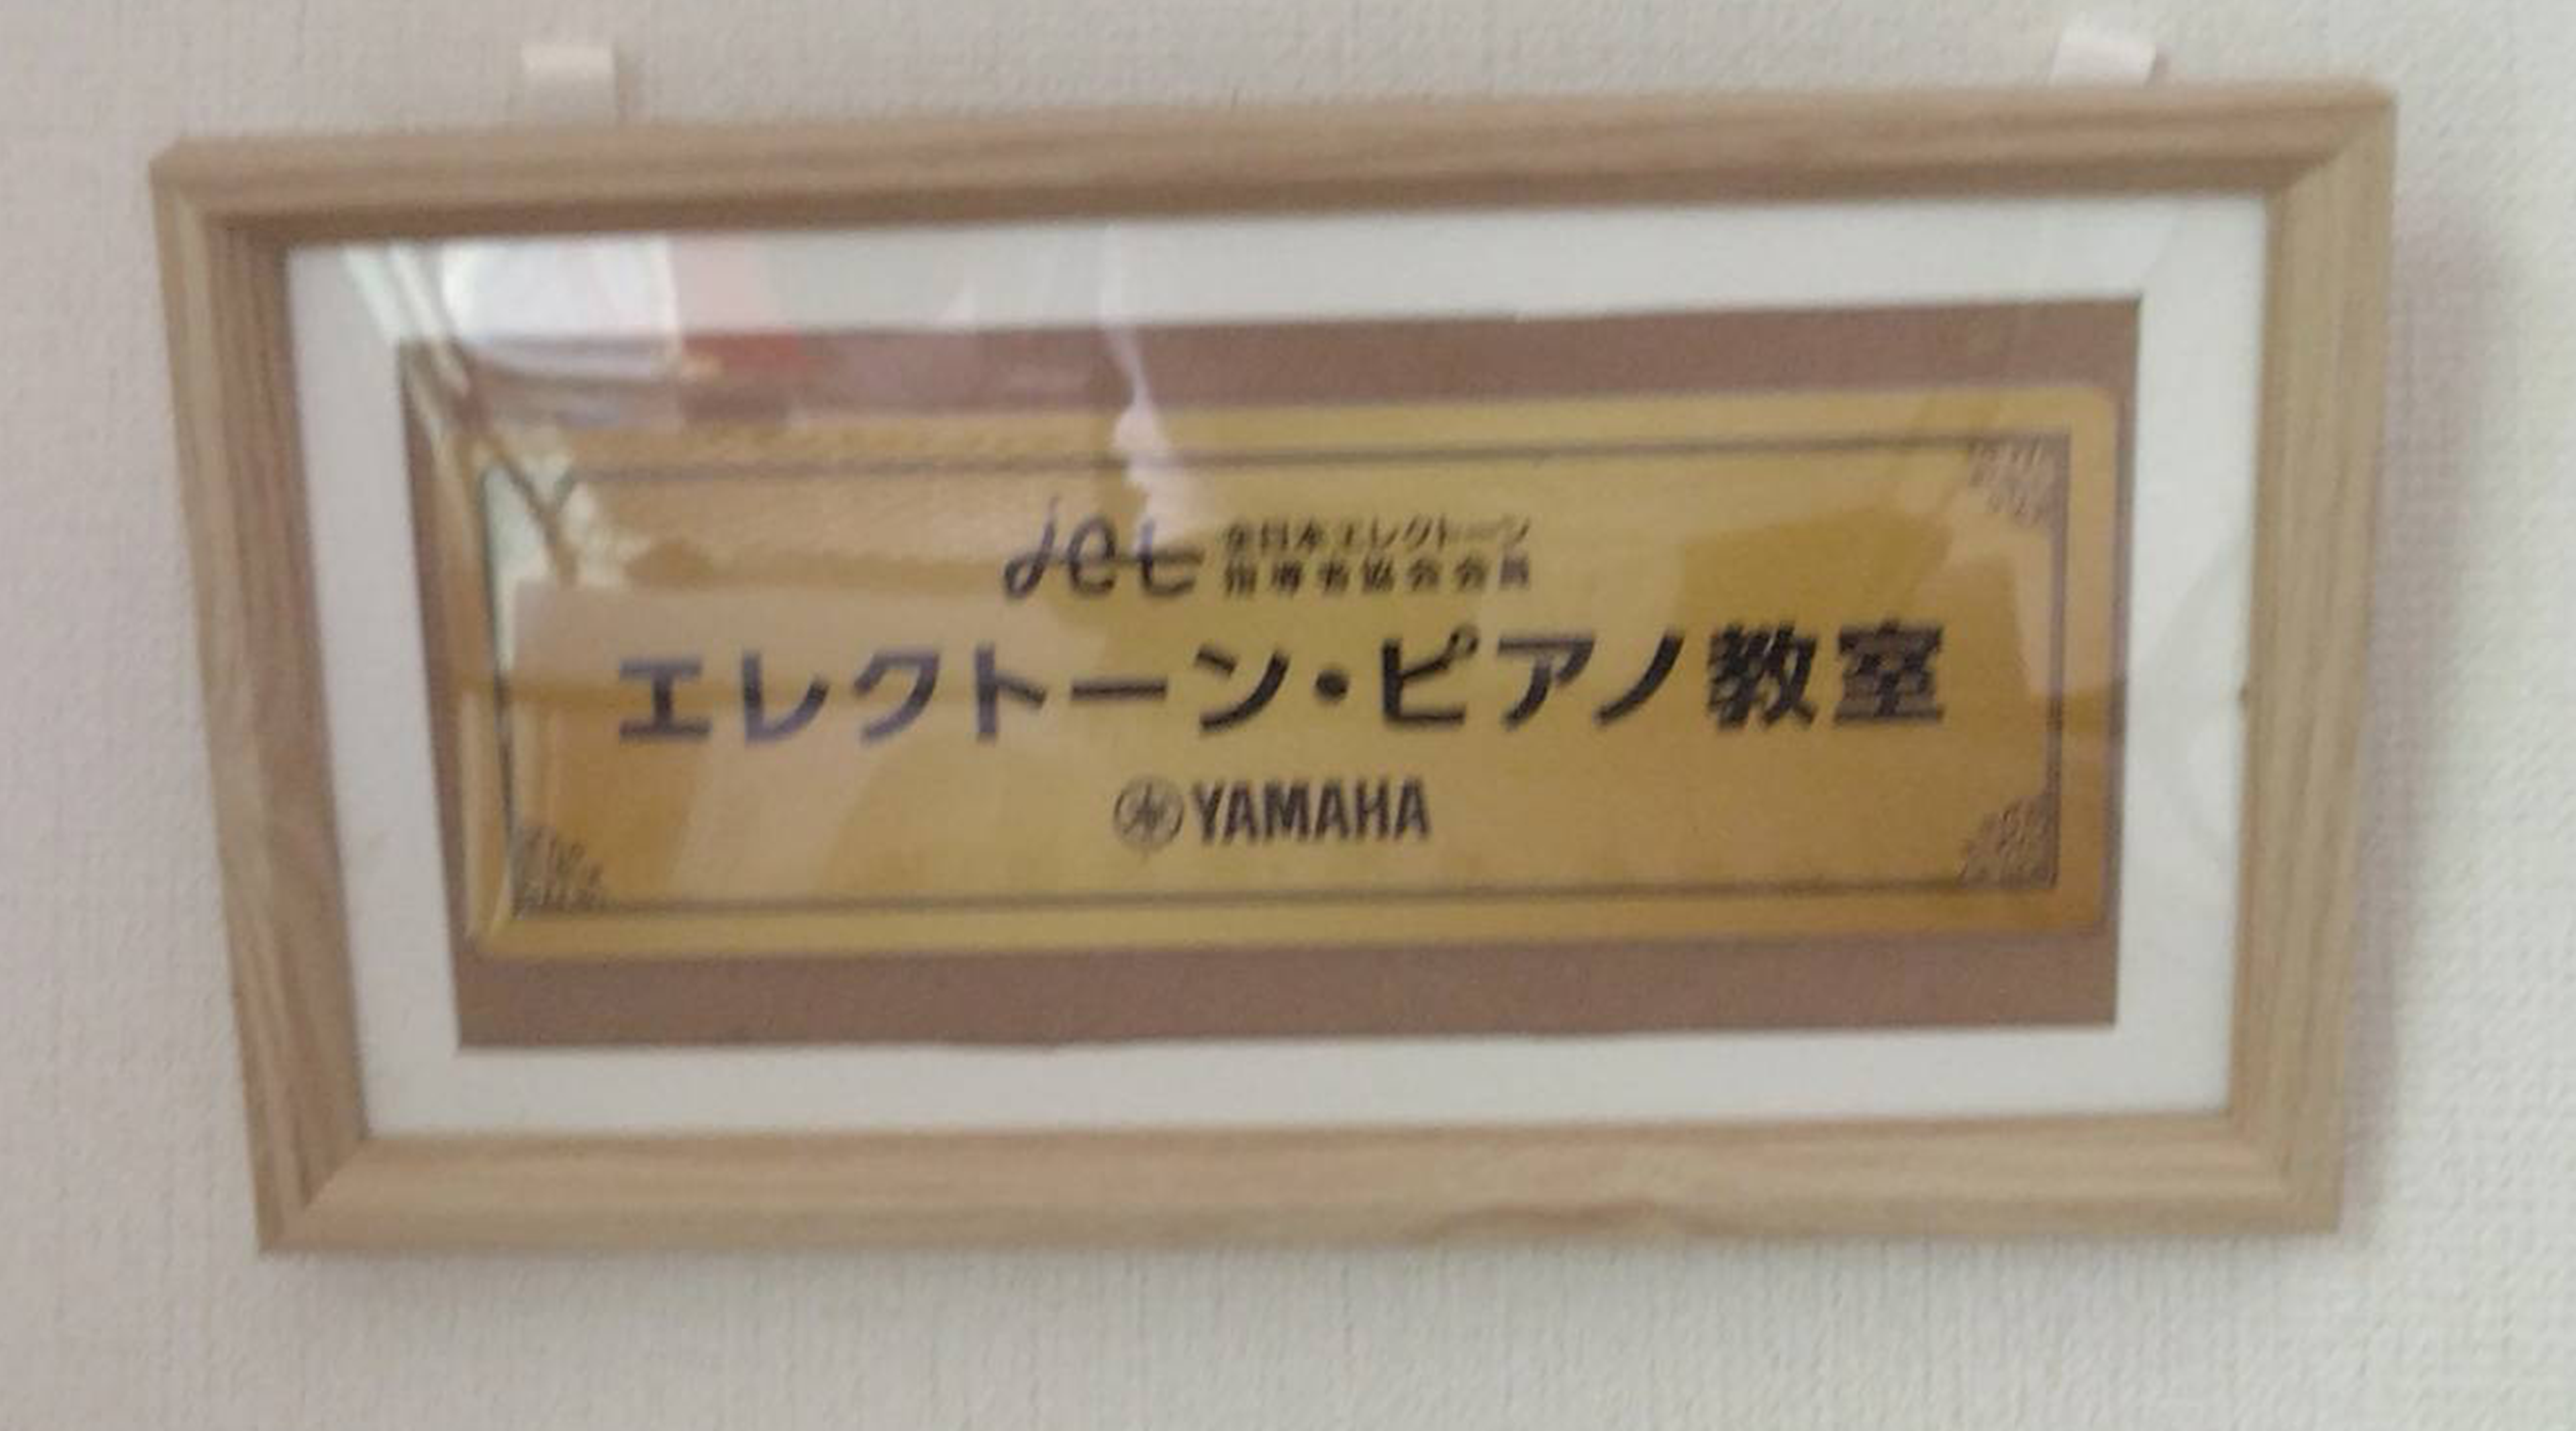 jet 全日本エレクトーン
指導者協会会員
エレクトーン・ピアノ教室
YAMAHA